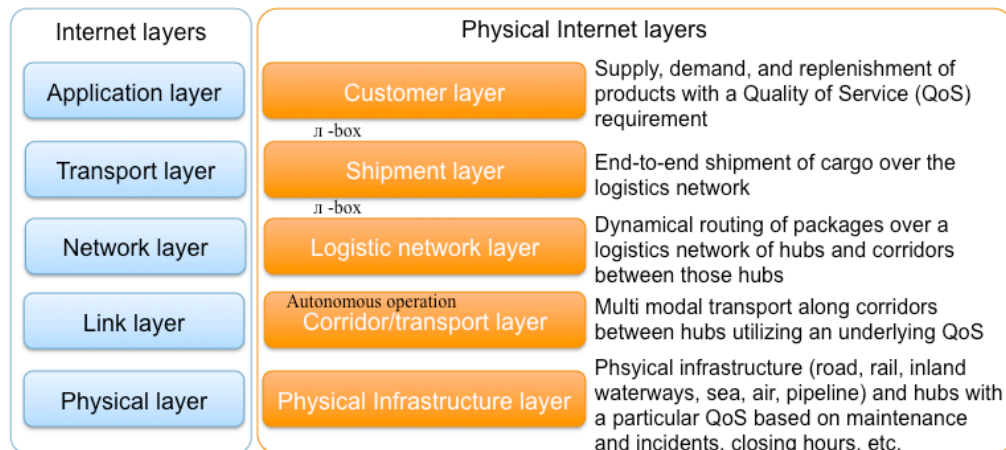 Internet layers
Physical Internet layers
Application layer
Customer layer
Supply, demand, and replenishment of
products with a Quality of Service (QoS)
requirement
л -box
Transport layer
Shipment layer
End-to-end shipment of cargo over the
logistics network
л -box
Network layer
Logistic network layer
Dynamical routing of packages over a
logistics network of hubs and corridors
between those hubs
Autonomous operation
Link layer
Corridor/transport layer
Multi modal transport along corridors
between hubs utilizing an underlying QoS
Physical layer
Physical Infrastructure layer
Phsyical infrastructure (road, rail, inland
waterways, sea, air, pipeline) and hubs with
a particular QoS based on maintenance
and incidents, closing hours, etc.